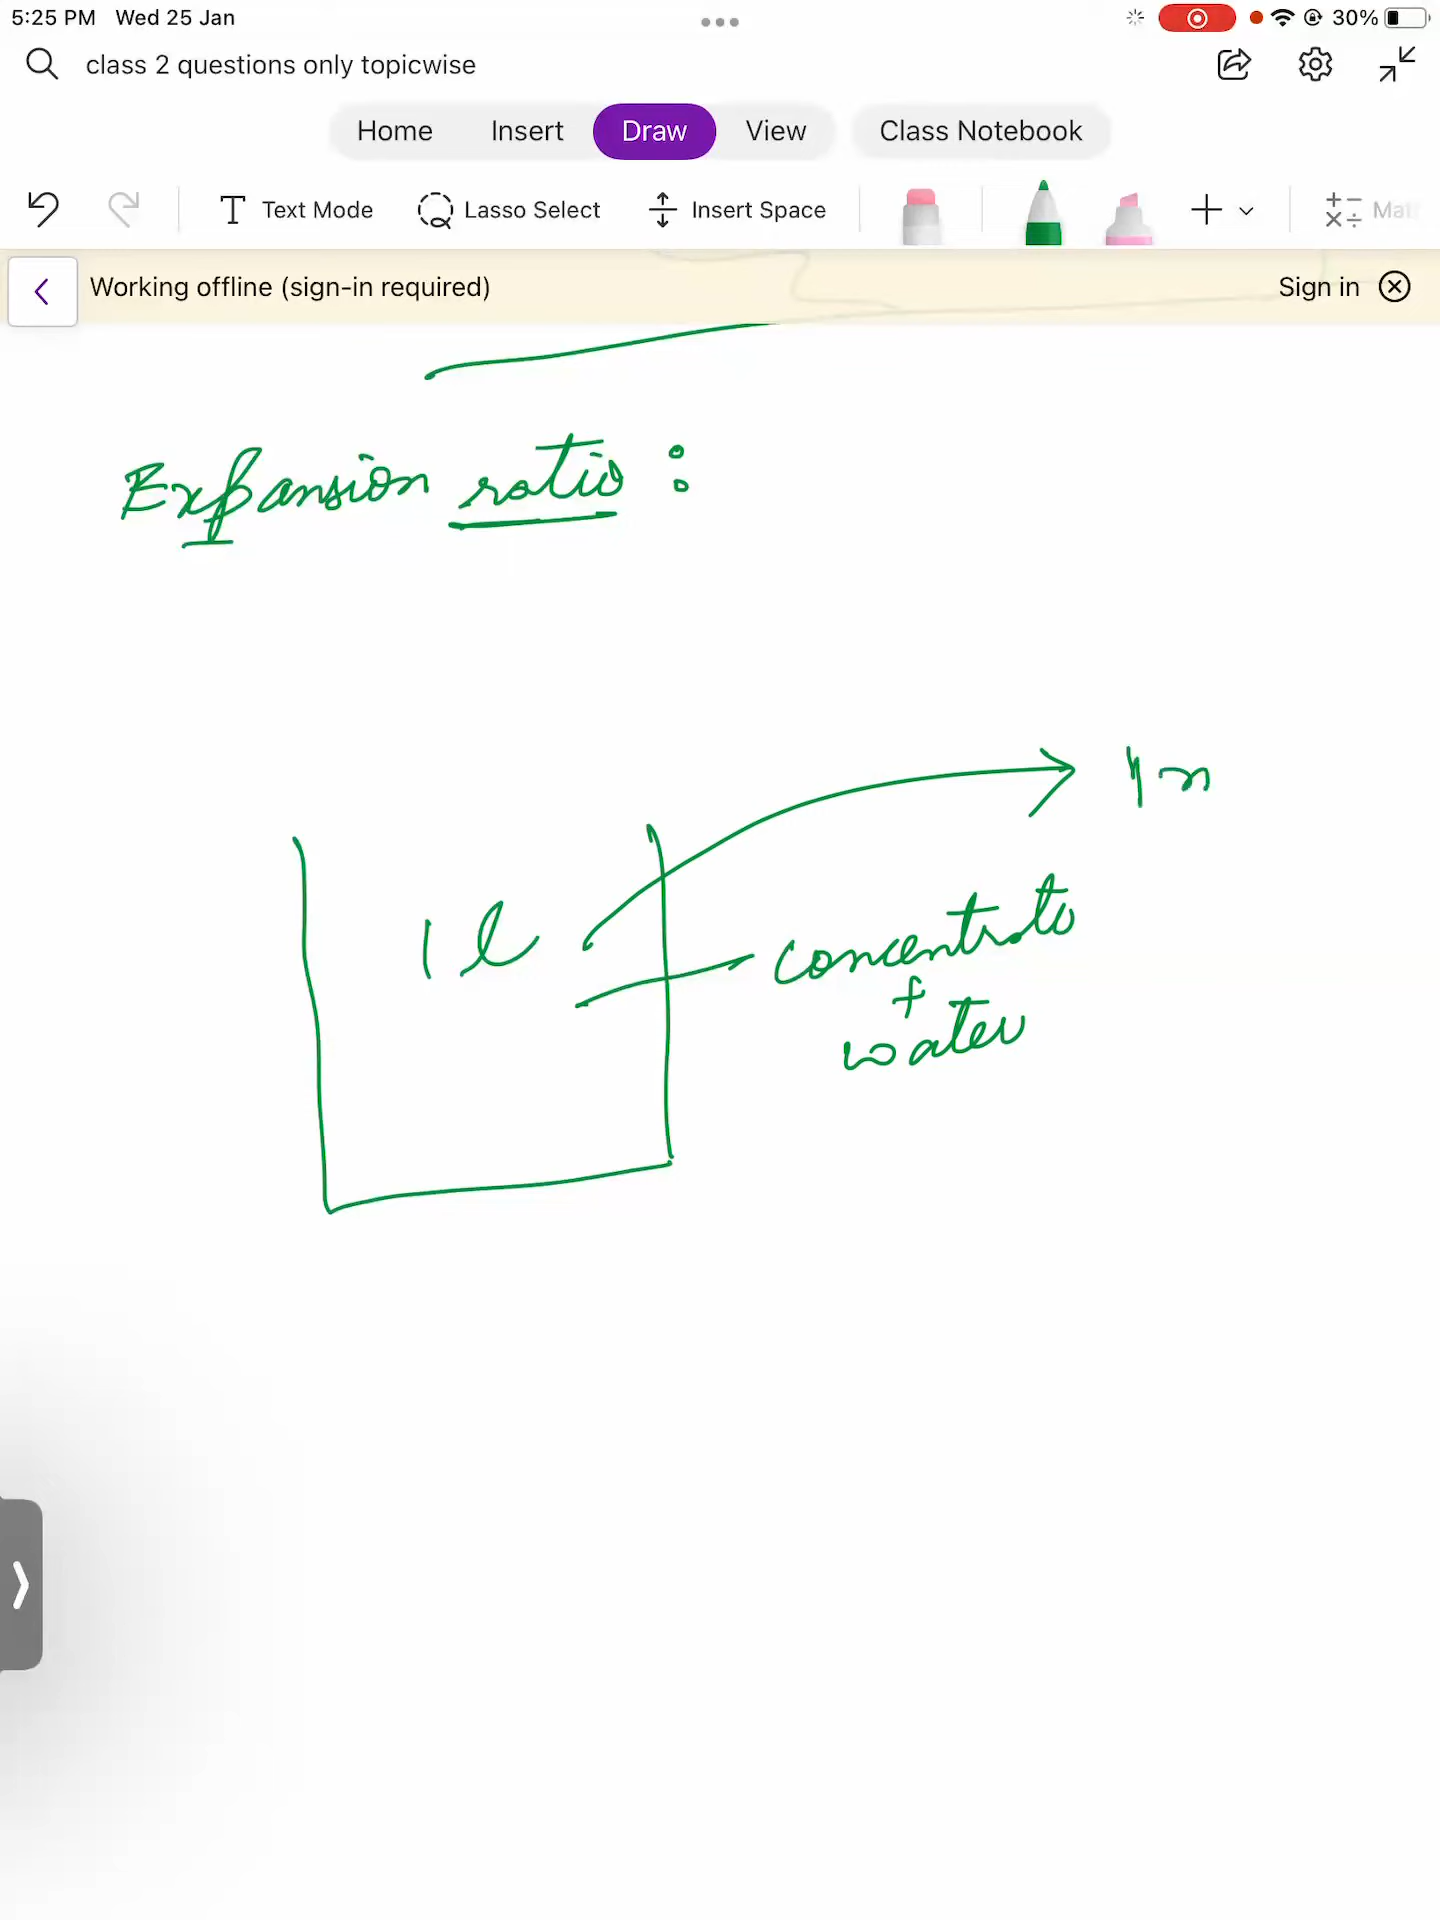 5:25 PM Wed 25 Jan
30%
class 2 questions only topicwise
Home Insert Draw View Class Notebook
Text Mode Lasso Select Insert Space
Working offline (sign-in required) Sign in
Expansion ratio :
1 l
concentrate
+
water